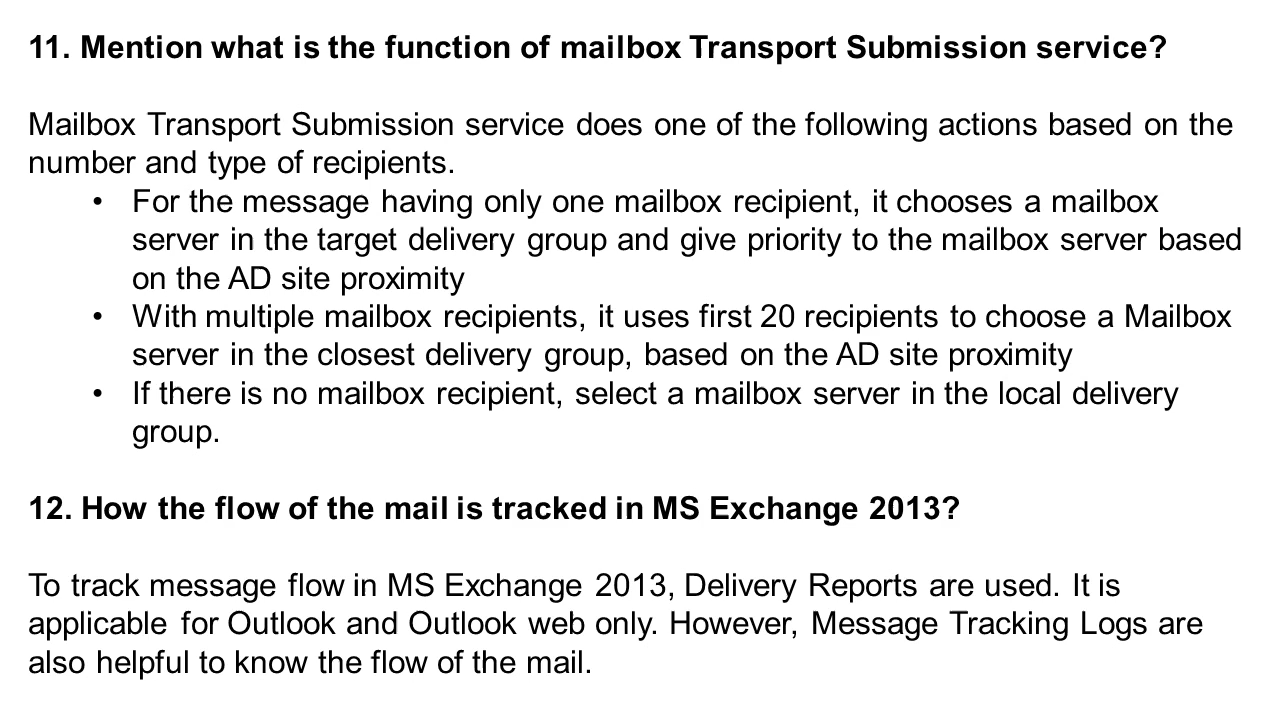 11. Mention what is the function of mailbox Transport Submission service?
Mailbox Transport Submission service does one of the following actions based on the
number and type of recipients.
• For the message having only one mailbox recipient, it chooses a mailbox
server in the target delivery group and give priority to the mailbox server based
on the AD site proximity
• With multiple mailbox recipients, it uses first 20 recipients to choose a Mailbox
server in the closest delivery group, based on the AD site proximity
• If there is no mailbox recipient, select a mailbox server in the local delivery
group.
12. How the flow of the mail is tracked in MS Exchange 2013?
To track message flow in MS Exchange 2013, Delivery Reports are used. It is
applicable for Outlook and Outlook web only. However, Message Tracking Logs are
also helpful to know the flow of the mail.